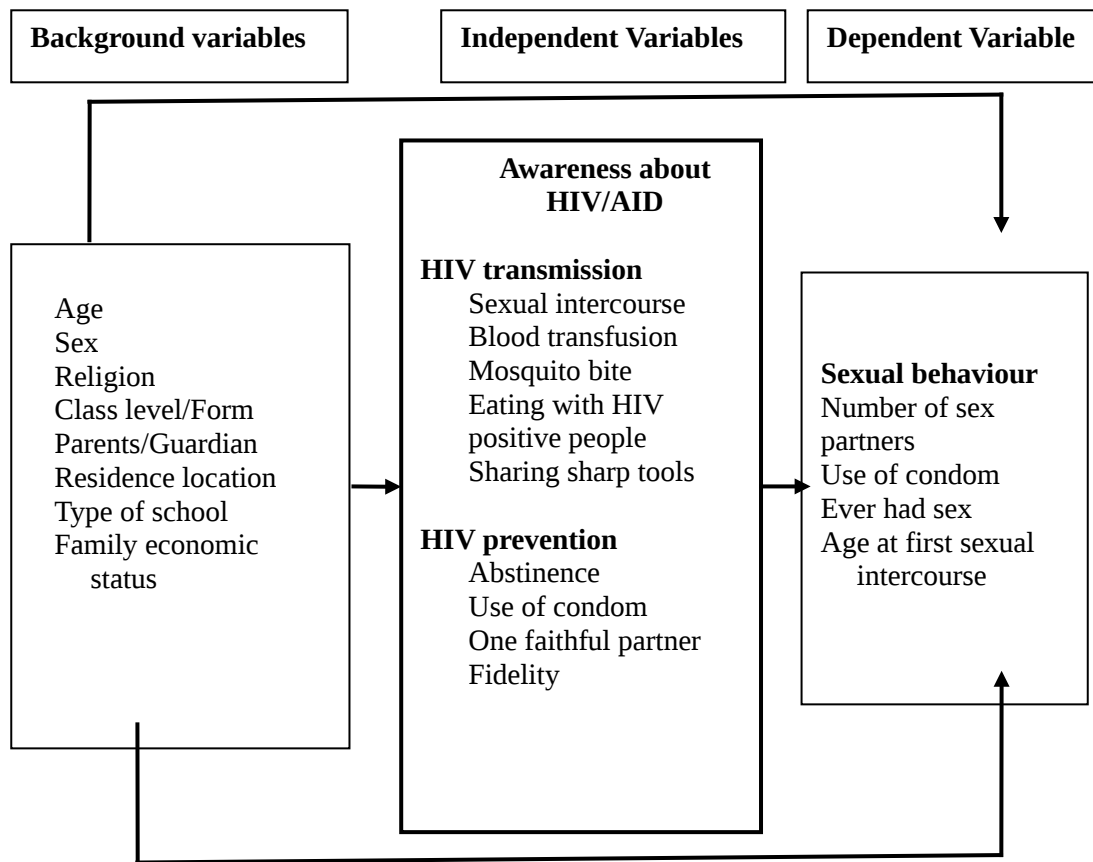 Background variables
Independent Variables
Dependent Variable
Age
Sex
Religion
Class level/Form
Parents/Guardian
Residence location
Type of school
Family economic
status
Awareness about
HIV/AID
HIV transmission
Sexual intercourse
Blood transfusion
Mosquito bite
Eating with HIV
positive people
Sharing sharp tools
HIV prevention
Abstinence
Use of condom
One faithful partner
Fidelity
Sexual behaviour
Number of sex
partners
Use of condom
Ever had sex
Age at first sexual
intercourse